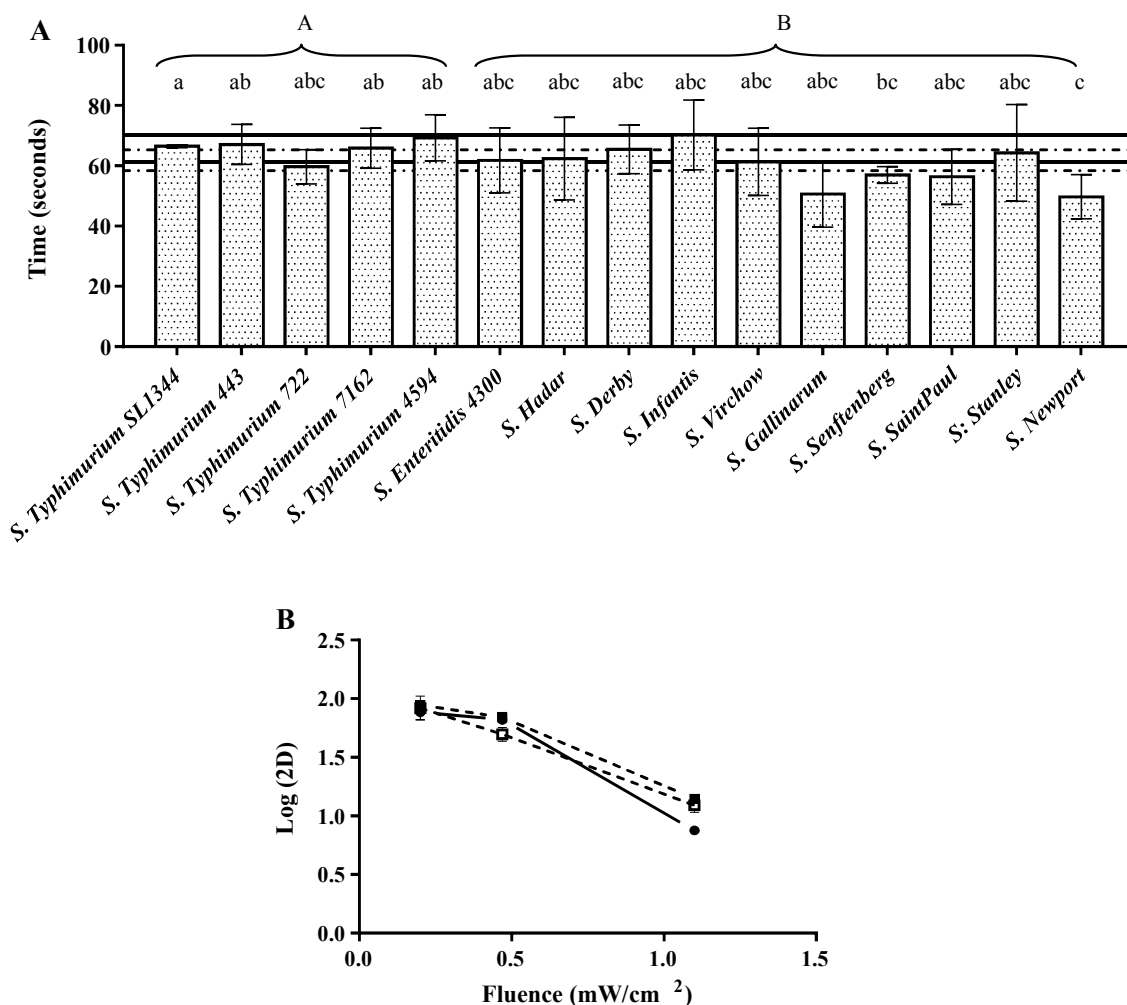 A
A B
100
80
60
40
20
0
Time (seconds)
a ab abc ab ab abc abc abc abc abc abc bc abc abc c
S. Typhimurium SL1344
S. Typhimurium 443
S. Typhimurium 722
S. Typhimurium 7162
S. Typhimurium 4594
S. Enteritidis 4300
S. Hadar
S. Derby
S. Infantis
S. Virchow
S. Gallinarum
S. Senftenberg
S. SaintPaul
S: Stanley
S. Newport
B
2.5
2.0
1.5
1.0
0.5
0.0
Log (2D)
0.0 0.5 1.0 1.5
Fluence (mW/cm ²)